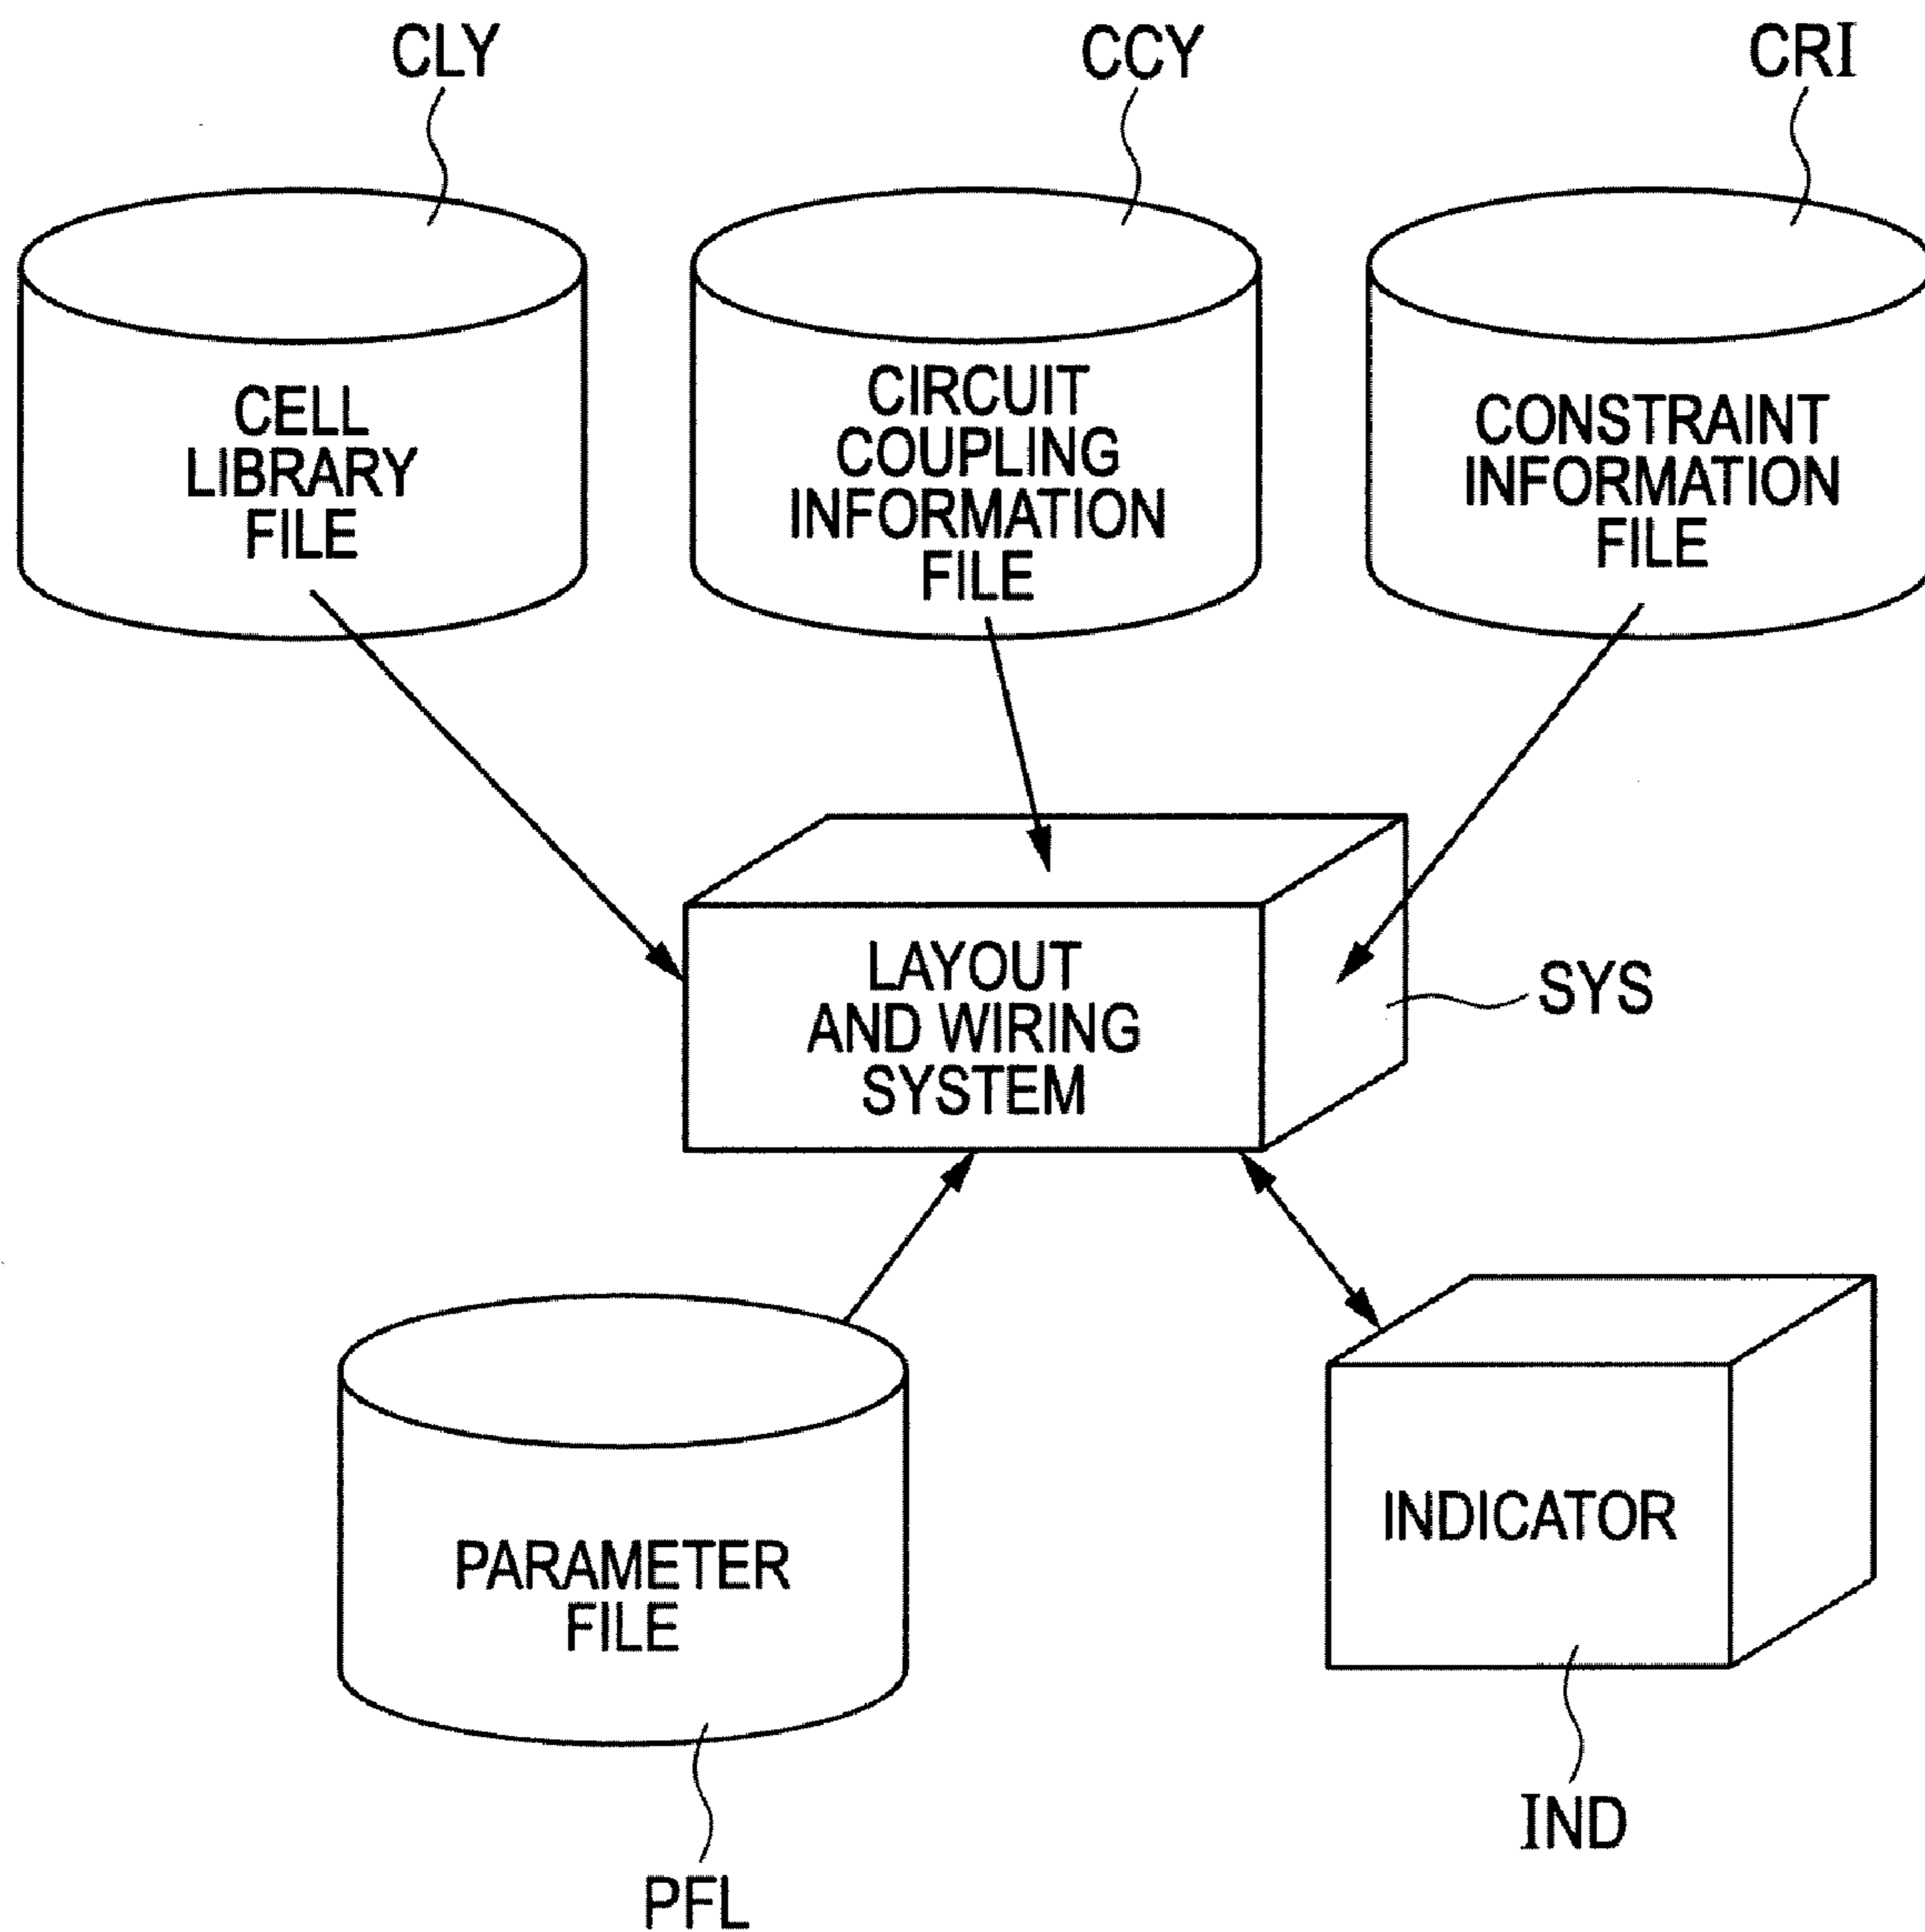 CLY
CCY
CRI
CELL
LIBRARY
FILE
CIRCUIT
COUPLING
INFORMATION
FILE
CONSTRAINT
INFORMATION
FILE
LAYOUT
AND WIRING
SYSTEM
SYS
PARAMETER
FILE
INDICATOR
IND
PFL